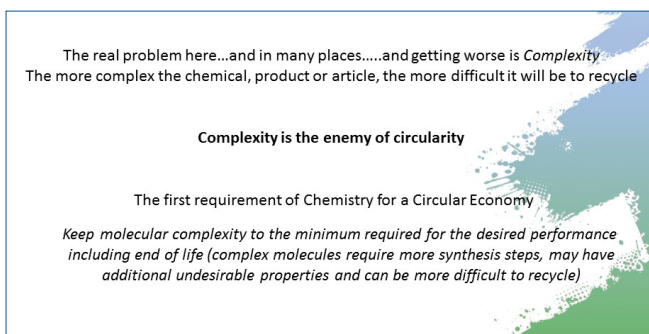 The real problem here...and in many places.....and getting worse is Complexity
The more complex the chemical, product or article, the more difficult it will be to recycle
Complexity is the enemy of circularity
The first requirement of Chemistry for a Circular Economy
Keep molecular complexity to the minimum required for the desired performance
including end of life (complex molecules require more synthesis steps, may have
additional undesirable properties and can be more difficult to recycle)